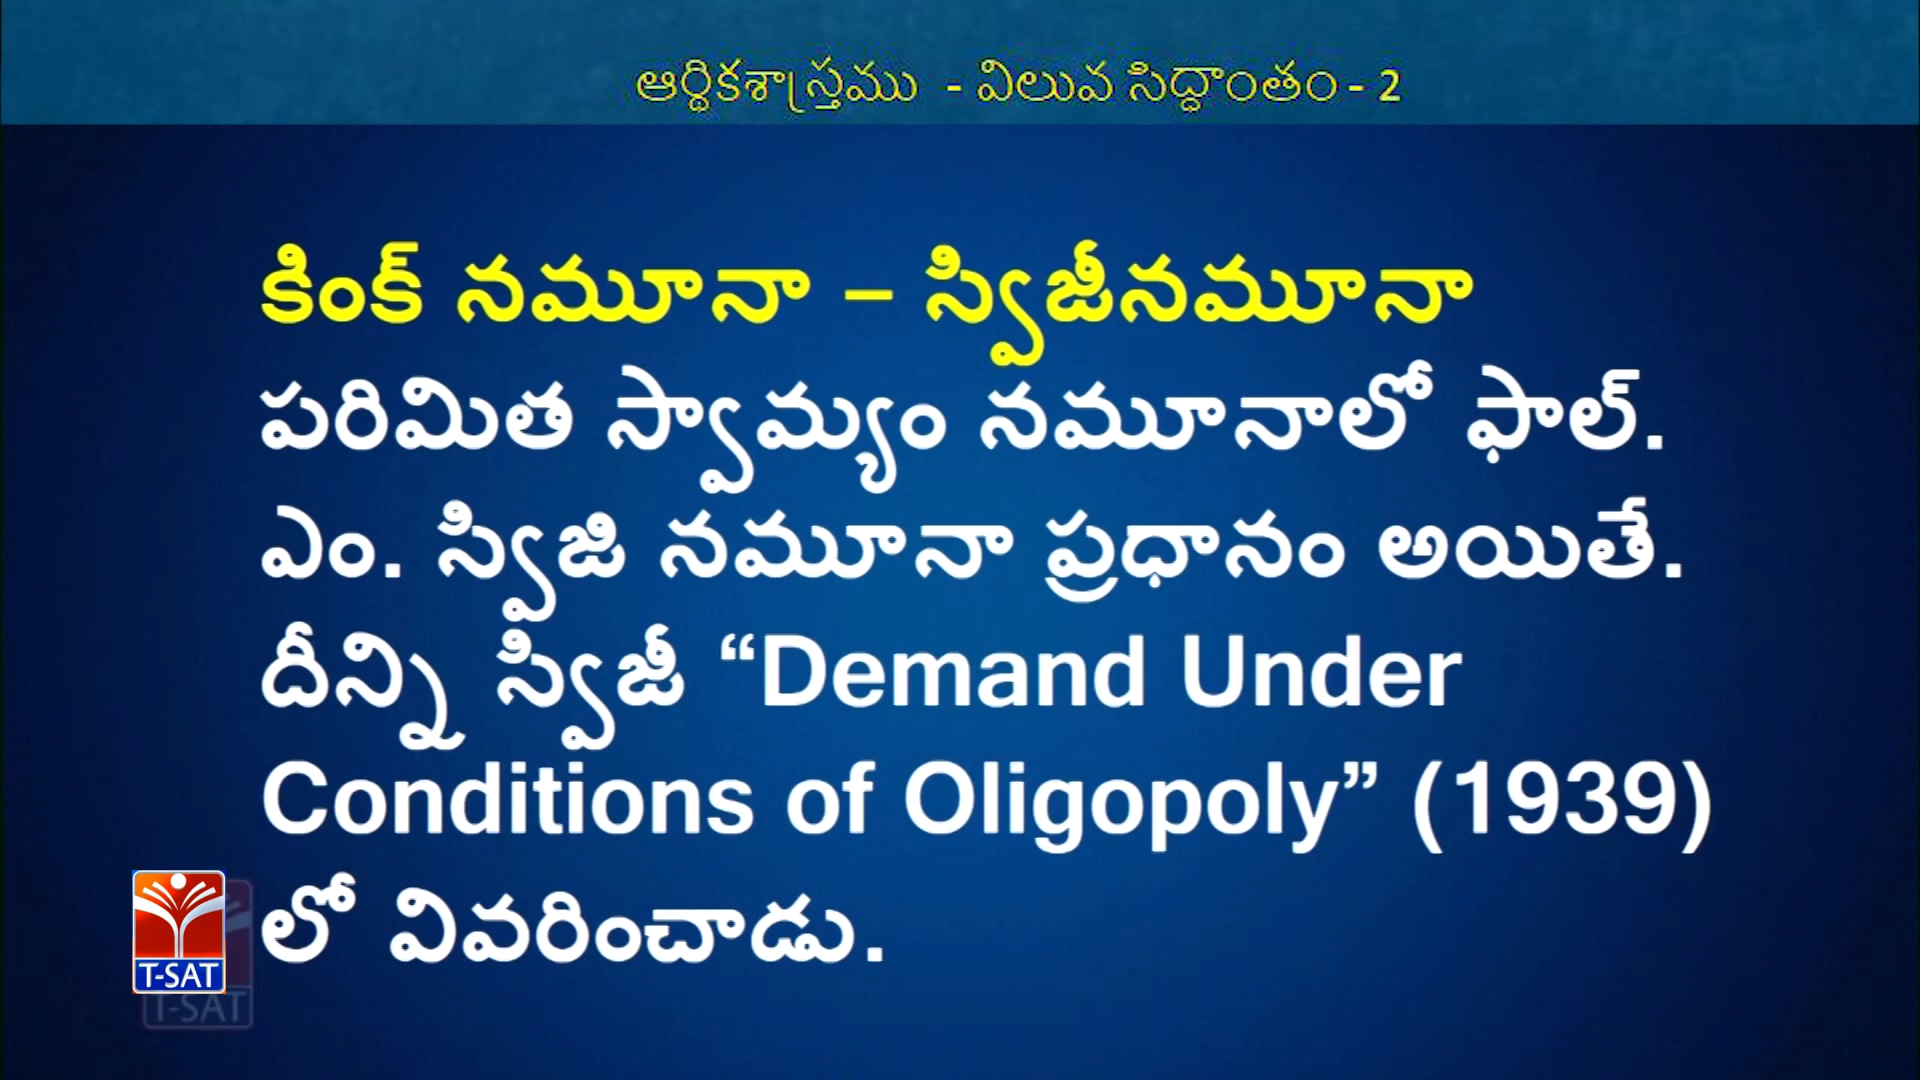 ఆర్థికశాస్త్రము - విలువ సిద్ధాంతం - 2
కింక్ నమూనా – స్విజీనమూనా
పరిమిత స్వామ్యం నమూనాలో ఫాల్.
ఎం. స్విజి నమూనా ప్రధానం అయితే.
దీన్ని స్విజీ “Demand Under
Conditions of Oligopoly” (1939)
లో వివరించాడు.
T-SAT
T-SAT